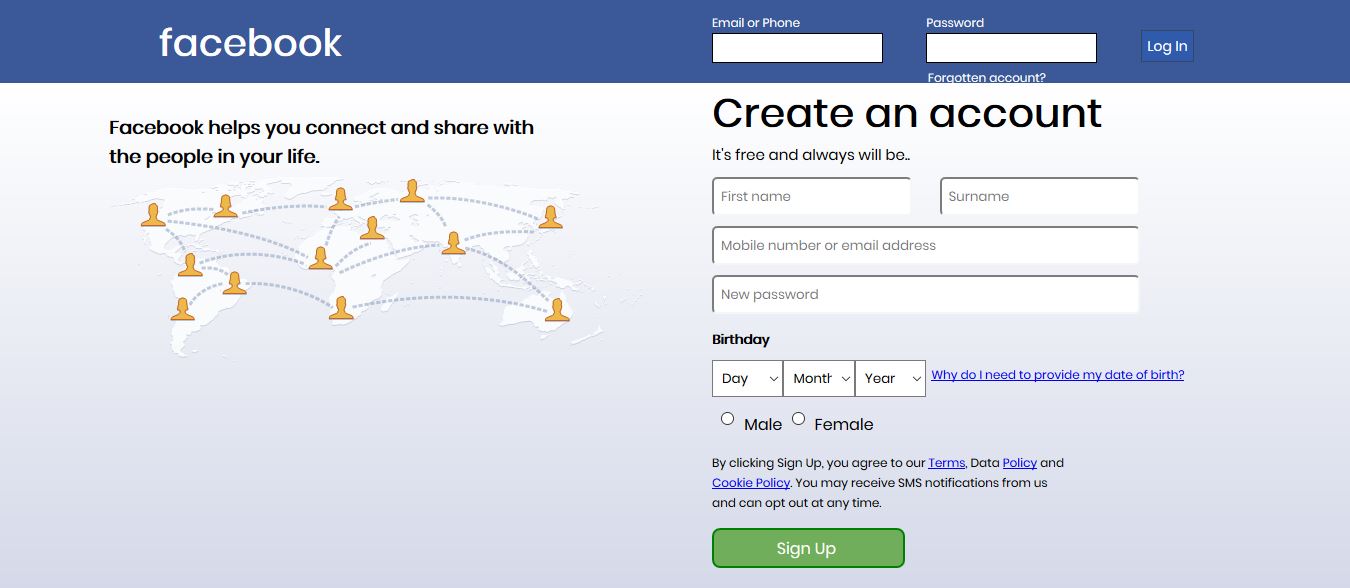 facebook
Email or Phone
Password
Log In
Forgotten account?
Facebook helps you connect and share with
the people in your life.
Create an account
It's free and always will be..
First name
Surname
Mobile number or email address
New password
Birthday
Day
Month
Year
Why do I need to provide my date of birth?
Male
Female
By clicking Sign Up, you agree to our Terms, Data Policy and
Cookie Policy. You may receive SMS notifications from us
and can opt out at any time.
Sign Up